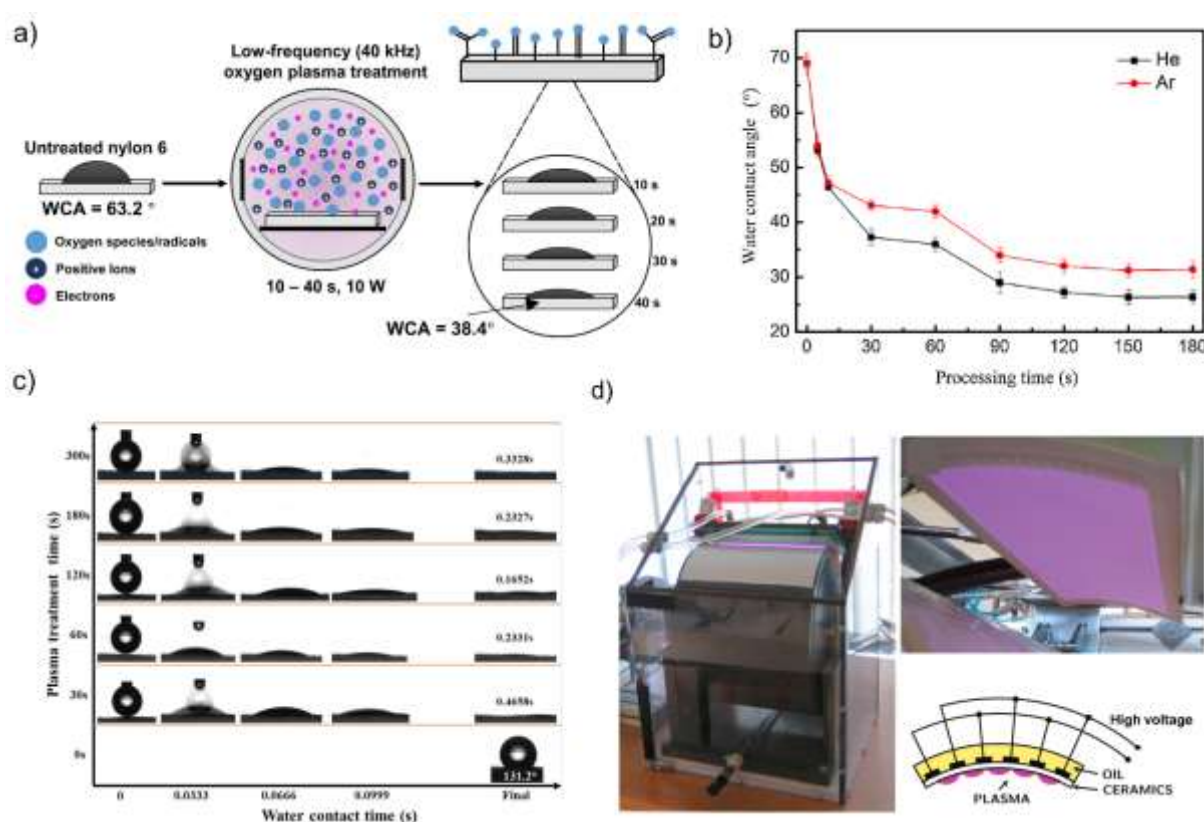 a)
Low-frequency (40 kHz)
oxygen plasma treatment
Untreated nylon 6
WCA = 63.2 °
Oxygen species/radicals
Positive Ions
Electrons
10 – 40 s, 10 W
10 s
20 s
30 s
40 s
WCA = 38.4°
b)
He
Ar
Water contact angle (°)
70
60
50
40
30
20
0
30
60
90
120
150
180
Processing time (s)
c)
Plasma treatment time (s)
300s
0.3328s
180s
0.2327s
120s
0.1652s
60s
0.2331s
30s
0.4658s
0s
131.2°
0
0.0333
0.0666
0.0999
Final
Water contact time (s)
d)
High voltage
OIL
CERAMICS
PLASMA